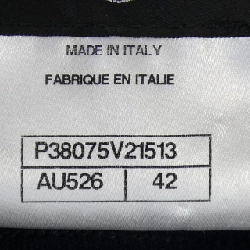 MADE IN ITALY
FABRIQUE EN ITALIE
P38075V21513
AU526 42